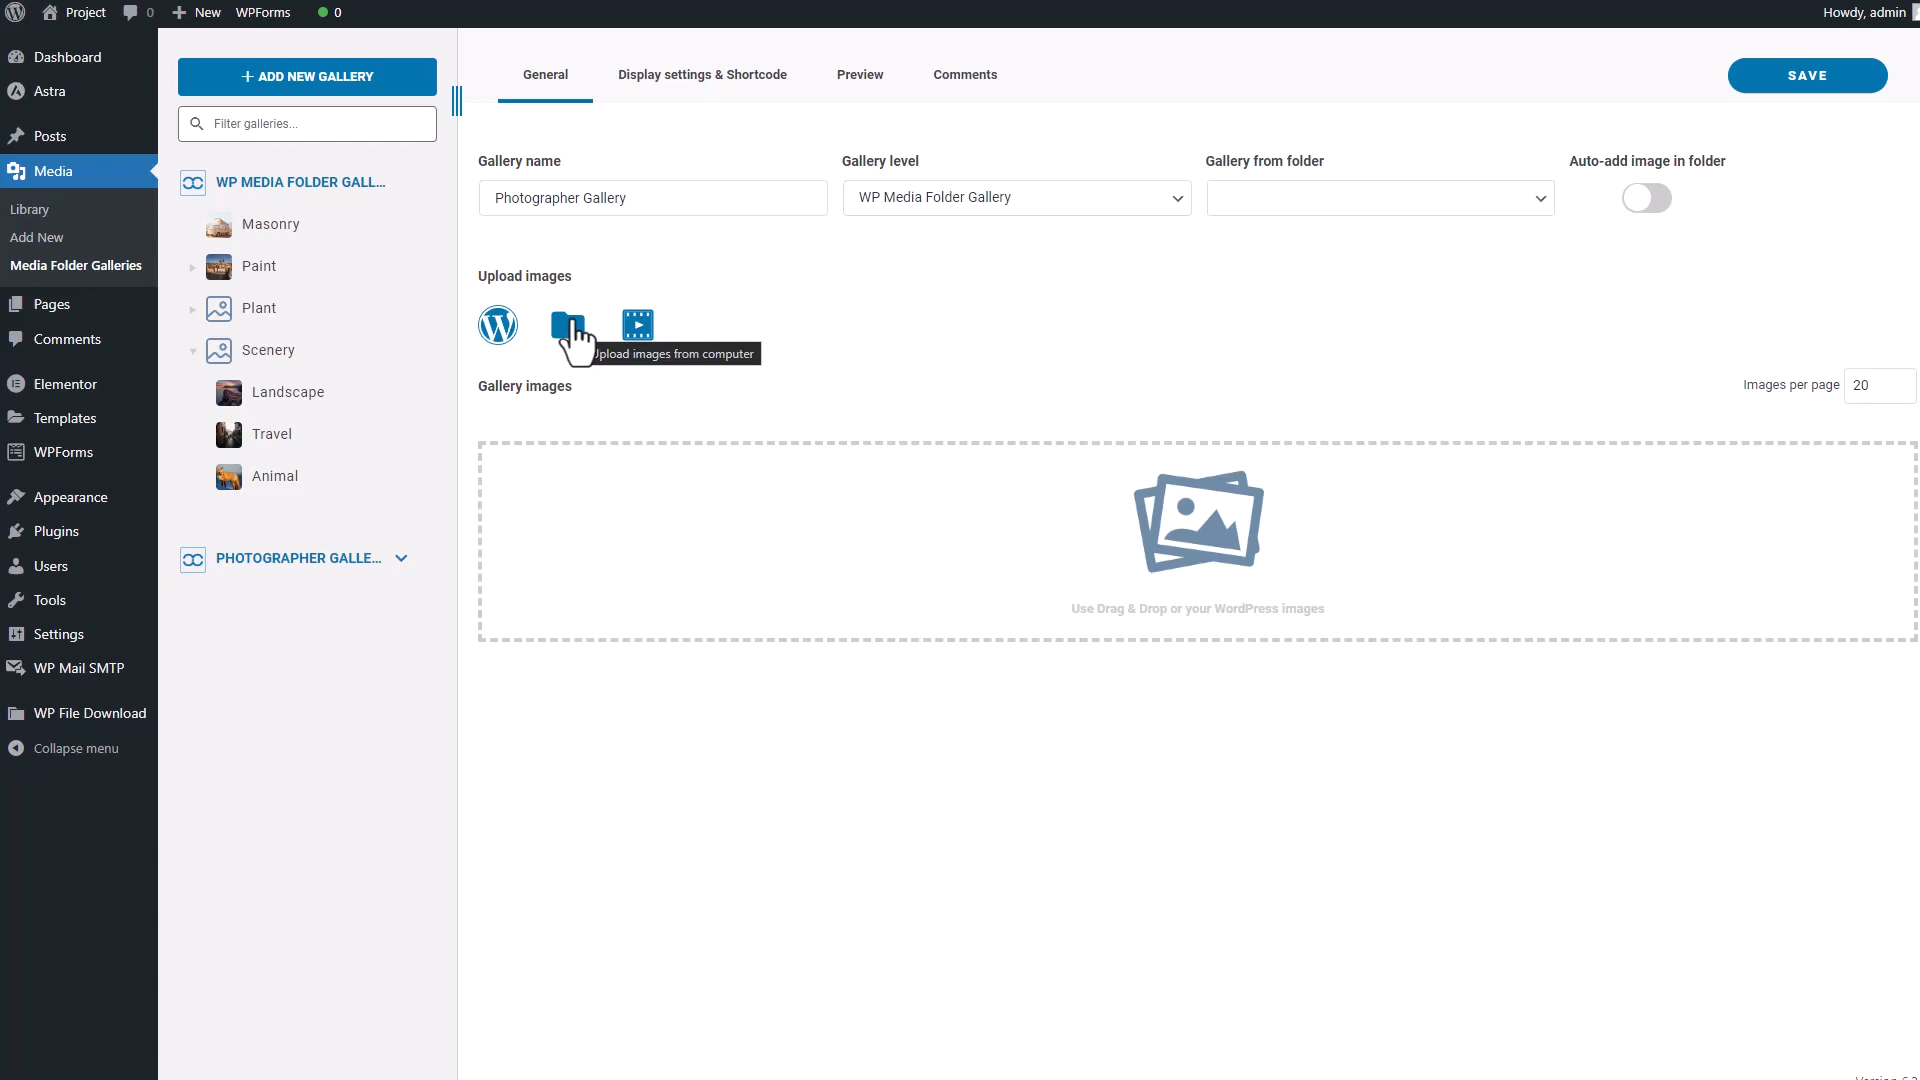 Project
0
New
WPForms
0
Howdy, admin
Dashboard
Astra
Posts
Media
Library
Add New
Media Folder Galleries
Pages
Comments
Elementor
Templates
WPForms
Appearance
Plugins
Users
Tools
Settings
WP Mail SMTP
WP File Download
Collapse menu
ADD NEW GALLERY
Filter galleries...
WP MEDIA FOLDER GALL...
Masonry
Paint
Plant
Scenery
Landscape
Travel
Animal
PHOTOGRAPHER GALLE...
General
Display settings & Shortcode
Preview
Comments
SAVE
Gallery name
Gallery level
Gallery from folder
Auto-add image in folder
Photographer Gallery
WP Media Folder Gallery
Upload images
Upload images from computer
Gallery images
Images per page
20
Use Drag & Drop or your WordPress images